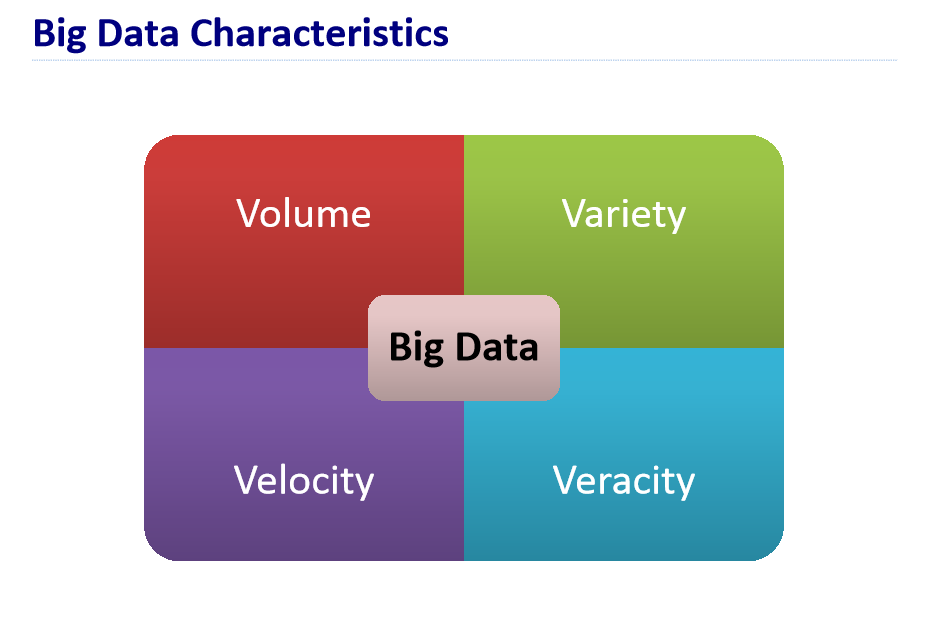 Big Data Characteristics
Volume
Variety
Big Data
Velocity
Veracity